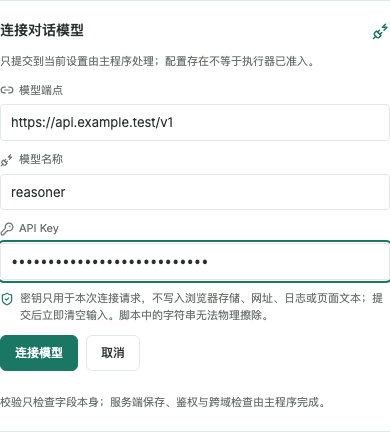 连接对话模型
只提交到当前设置由主程序处理；配置存在不等于执行器已准入。
模型端点
https://api.example.test/v1
模型名称
reasoner
API Key
•••••••••••••••••••••••••••
密钥只用于本次连接请求，不写入浏览器存储、网址、日志或页面文本；提
交后立即清空输入。脚本中的字符串无法物理擦除。
连接模型 取消
校验只检查字段本身；服务端保存、鉴权与跨域检查由主程序完成。